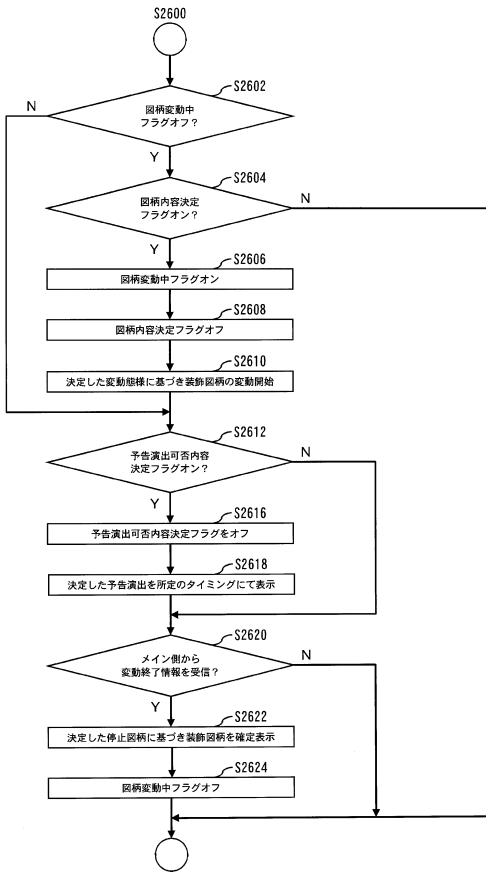 S2600
S2602
N
図柄変動中
フラグオフ？
Y
S2604
図柄内容決定
フラグオン？
N
Y
S2606
図柄変動中フラグオン
S2608
図柄内容決定フラグオフ
S2610
決定した変動態様に基づき装飾図柄の変動開始
S2612
予告演出可否内容
決定フラグオン？
N
Y
S2616
予告演出可否内容決定フラグをオフ
S2618
決定した予告演出を所定のタイミングにて表示
S2620
メイン側から
変動終了情報を受信？
N
Y
S2622
決定した停止図柄に基づき装飾図柄を確定表示
S2624
図柄変動中フラグオフ